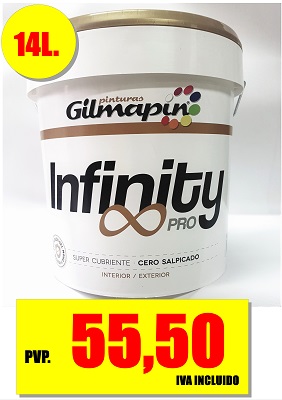 14L.
pinturas
Gilmapin
Infinity
PRO
SUPER CUBRIENTE · CERO SALPICADO
INTERIOR / EXTERIOR
PVP. 55,50
IVA INCLUIDO